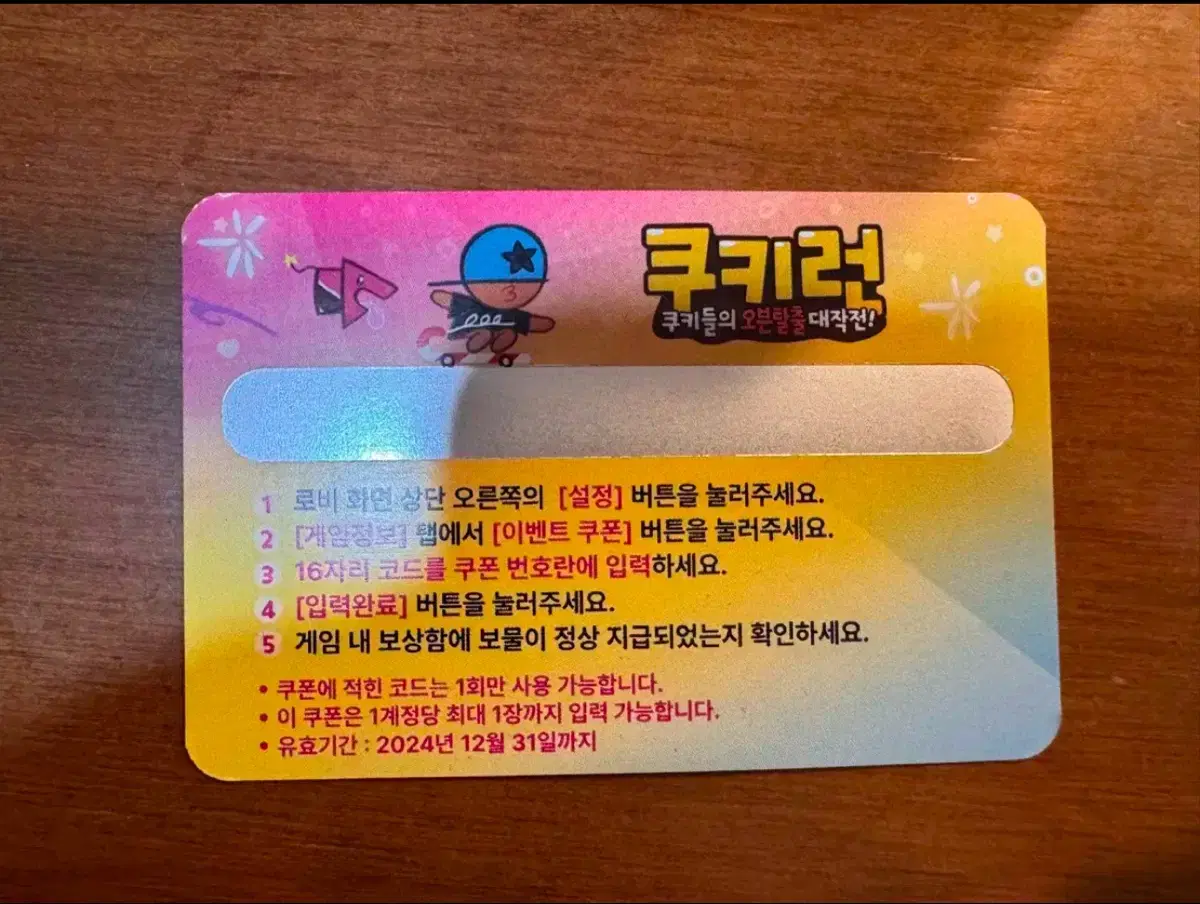 쿠키런
쿠키들의 오븐탈출 대작전!
3
1 로비 화면 상단 오른쪽의 [설정] 버튼을 눌러주세요.
2 [게임정보] 탭에서 [이벤트 쿠폰] 버튼을 눌러주세요.
3 16자리 코드를 쿠폰 번호란에 입력하세요.
4 [입력완료] 버튼을 눌러주세요.
5 게임 내 보상함에 보물이 정상 지급되었는지 확인하세요.
• 쿠폰에 적힌 코드는 1회만 사용 가능합니다.
• 이 쿠폰은 1계정당 최대 1장까지 입력 가능합니다.
• 유효기간 : 2024년 12월 31일까지